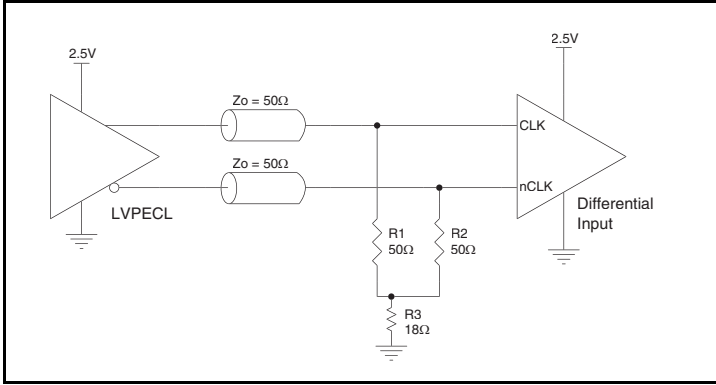 2.5V
2.5V
Zo = 50Ω
CLK
Zo = 50Ω
nCLK
LVPECL
Differential
Input
R1
50Ω
R2
50Ω
R3
18Ω